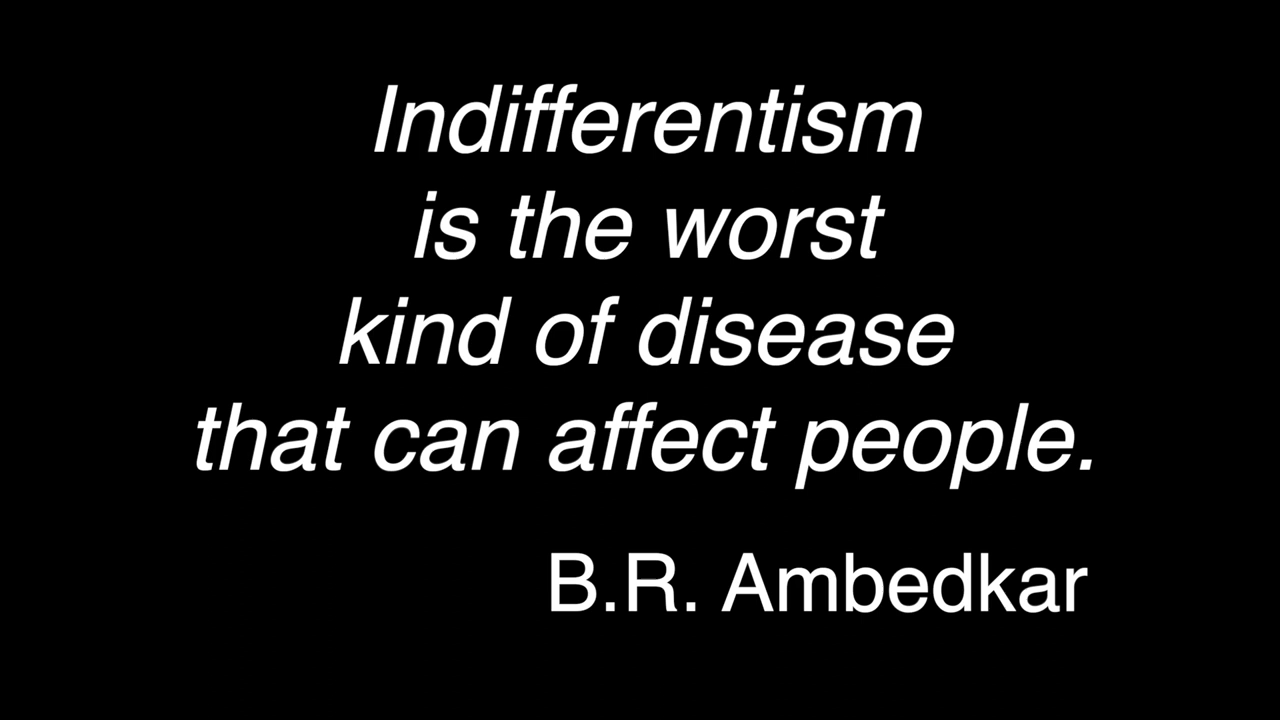 Indifferentism
is the worst
kind of disease
that can affect people.
B.R. Ambedkar